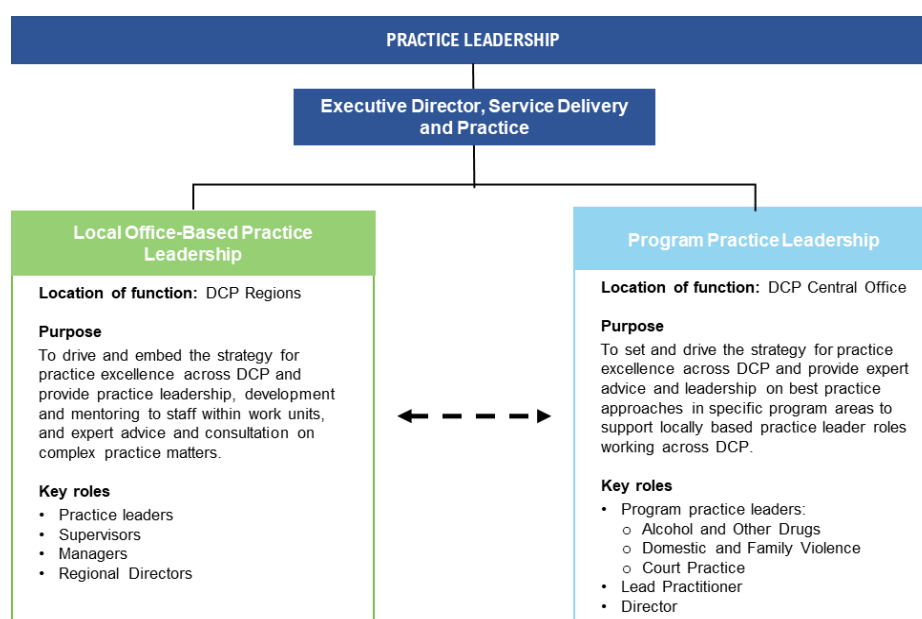 PRACTICE LEADERSHIP
Executive Director, Service Delivery
and Practice
Local Office-Based Practice
Leadership
Location of function: DCP Regions
Purpose
To drive and embed the strategy for
practice excellence across DCP and
provide practice leadership, development
and mentoring to staff within work units,
and expert advice and consultation on
complex practice matters.
Key roles
• Practice leaders
• Supervisors
• Managers
• Regional Directors
Program Practice Leadership
Location of function: DCP Central Office
Purpose
To set and drive the strategy for practice
excellence across DCP and provide expert
advice and leadership on best practice
approaches in specific program areas to
support locally based practice leader roles
working across DCP.
Key roles
• Program practice leaders:
o Alcohol and Other Drugs
o Domestic and Family Violence
o Court Practice
• Lead Practitioner
• Director